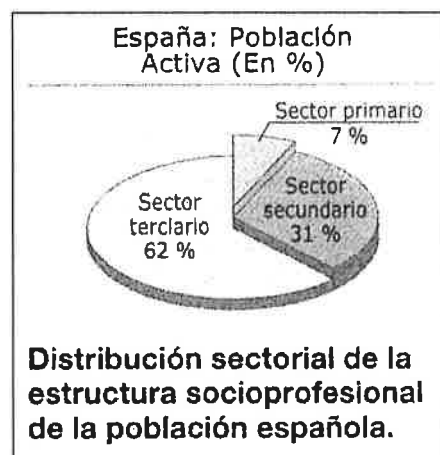 España: Población
Activa (En %)
Sector primario
7 %
Sector
secundario
31 %
Sector
terciario
62 %
Distribución sectorial de la
estructura socioprofesional
de la población española.